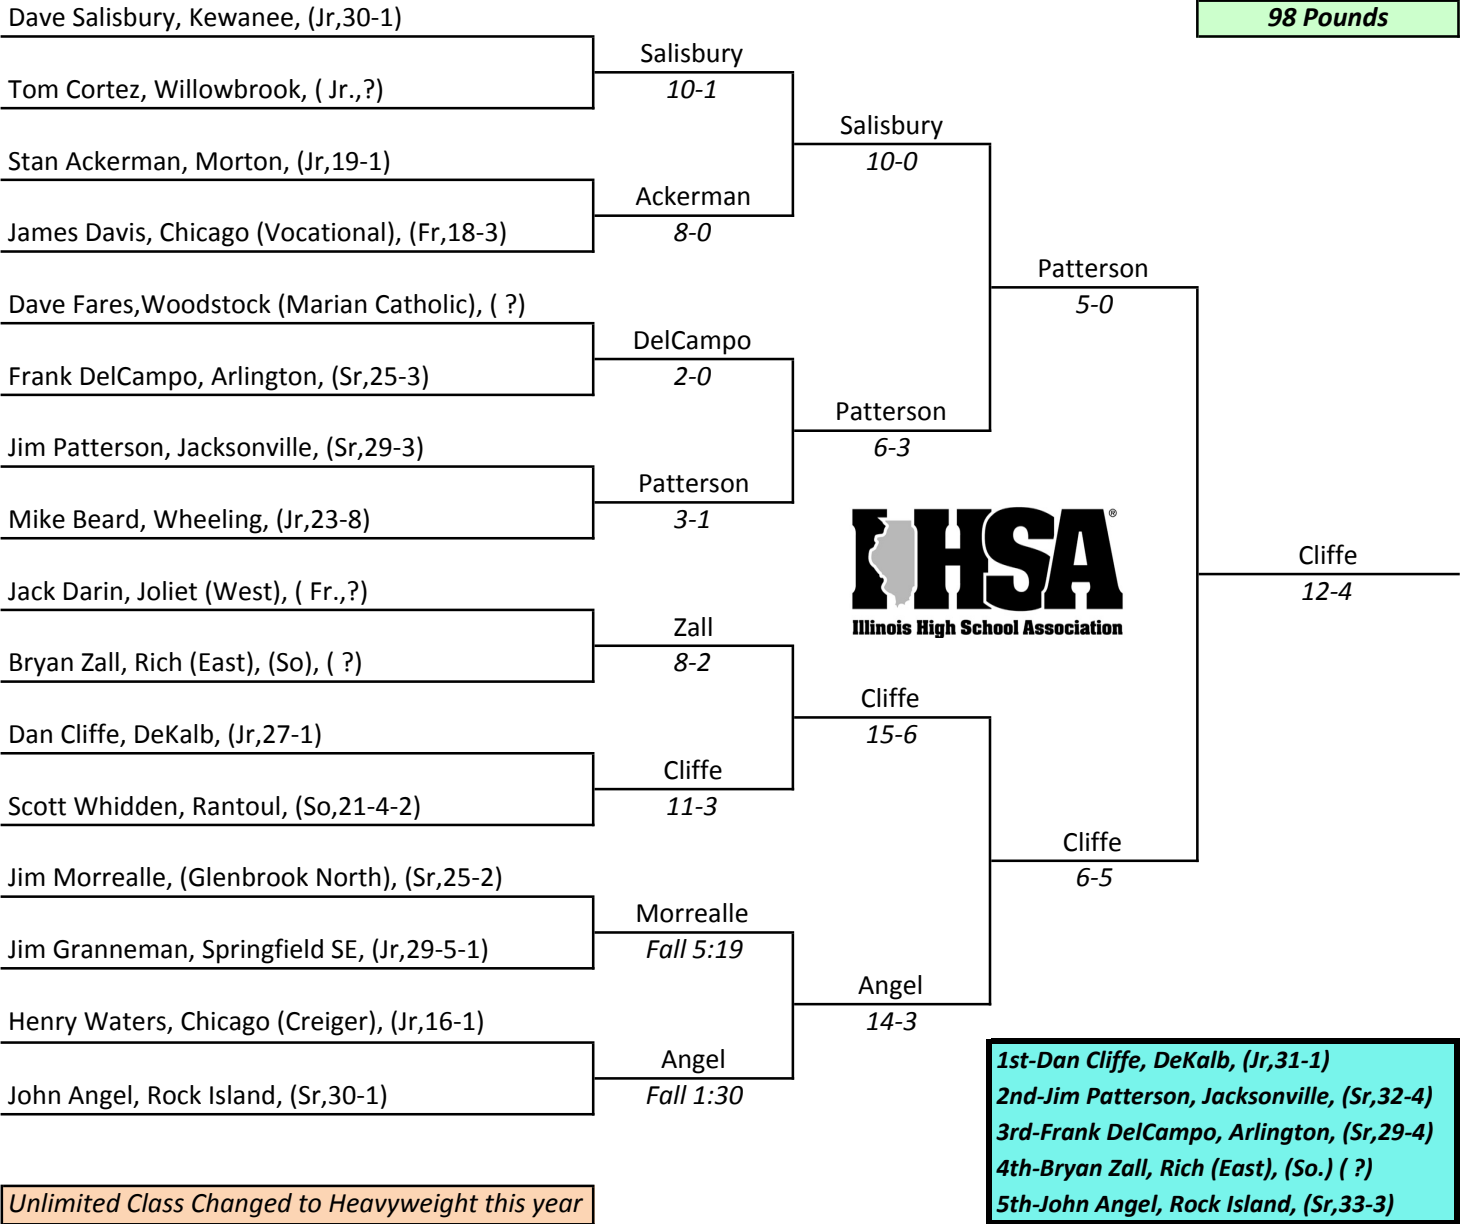 Dave Salisbury, Kewanee, (Jr,30-1)
98 Pounds
Salisbury
Tom Cortez, Willowbrook, ( Jr.,?)
10-1
Salisbury
Stan Ackerman, Morton, (Jr,19-1)
10-0
Ackerman
James Davis, Chicago (Vocational), (Fr,18-3)
8-0
Patterson
Dave Fares,Woodstock (Marian Catholic), ( ?)
5-0
DelCampo
Frank DelCampo, Arlington, (Sr,25-3)
2-0
Patterson
Jim Patterson, Jacksonville, (Sr,29-3)
6-3
Patterson
Mike Beard, Wheeling, (Jr,23-8)
3-1
IHSA®
Illinois High School Association
Cliffe
12-4
Jack Darin, Joliet (West), ( Fr.,?)
Zall
Bryan Zall, Rich (East), (So), ( ?)
8-2
Cliffe
Dan Cliffe, DeKalb, (Jr,27-1)
15-6
Cliffe
Scott Whidden, Rantoul, (So,21-4-2)
11-3
Cliffe
Jim Morrealle, (Glenbrook North), (Sr,25-2)
6-5
Morrealle
Jim Granneman, Springfield SE, (Jr,29-5-1)
Fall 5:19
Angel
Henry Waters, Chicago (Creiger), (Jr,16-1)
14-3
Angel
John Angel, Rock Island, (Sr,30-1)
Fall 1:30
1st-Dan Cliffe, DeKalb, (Jr,31-1)
2nd-Jim Patterson, Jacksonville, (Sr,32-4)
3rd-Frank DelCampo, Arlington, (Sr,29-4)
4th-Bryan Zall, Rich (East), (So.) ( ?)
5th-John Angel, Rock Island, (Sr,33-3)
Unlimited Class Changed to Heavyweight this year